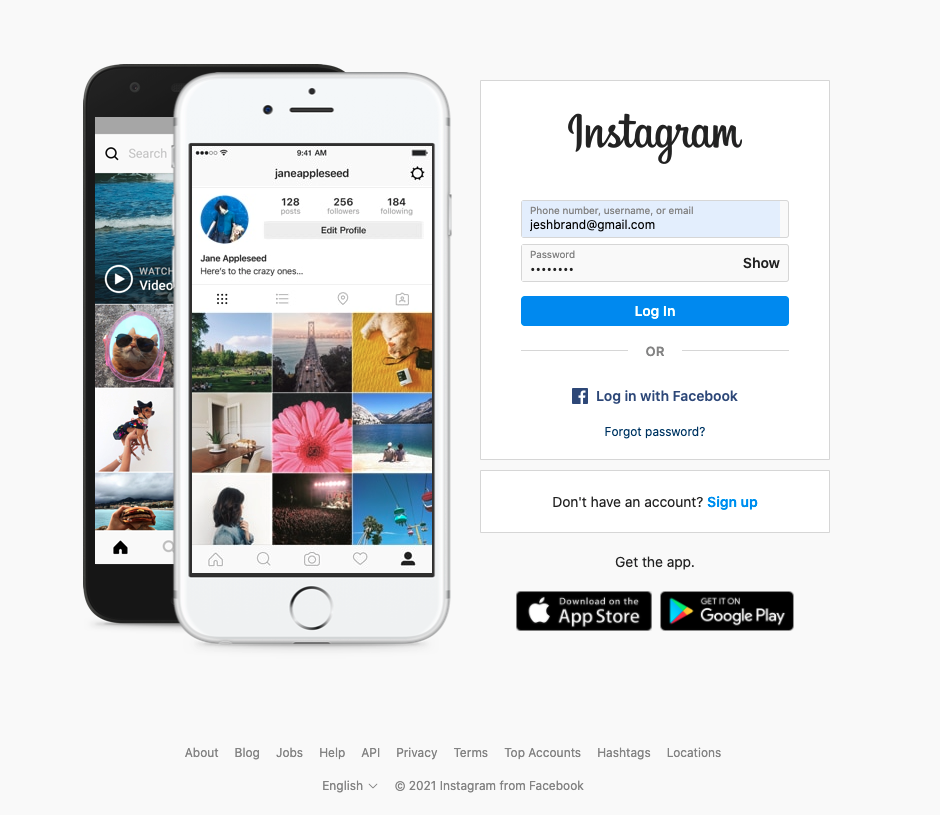 Search
WATCH
Video
9:41 AM
janeappleseed
128 256 184
posts followers following
Edit Profile
Jane Appleseed
Here's to the crazy ones...
Instagram
Phone number, username, or email
jeshbrand@gmail.com
Password
•••••••• Show
Log In
OR
Log in with Facebook
Forgot password?
Don't have an account? Sign up
Get the app.
Download on the
App Store
GET IT ON
Google Play
About Blog Jobs Help API Privacy Terms Top Accounts Hashtags Locations
English © 2021 Instagram from Facebook